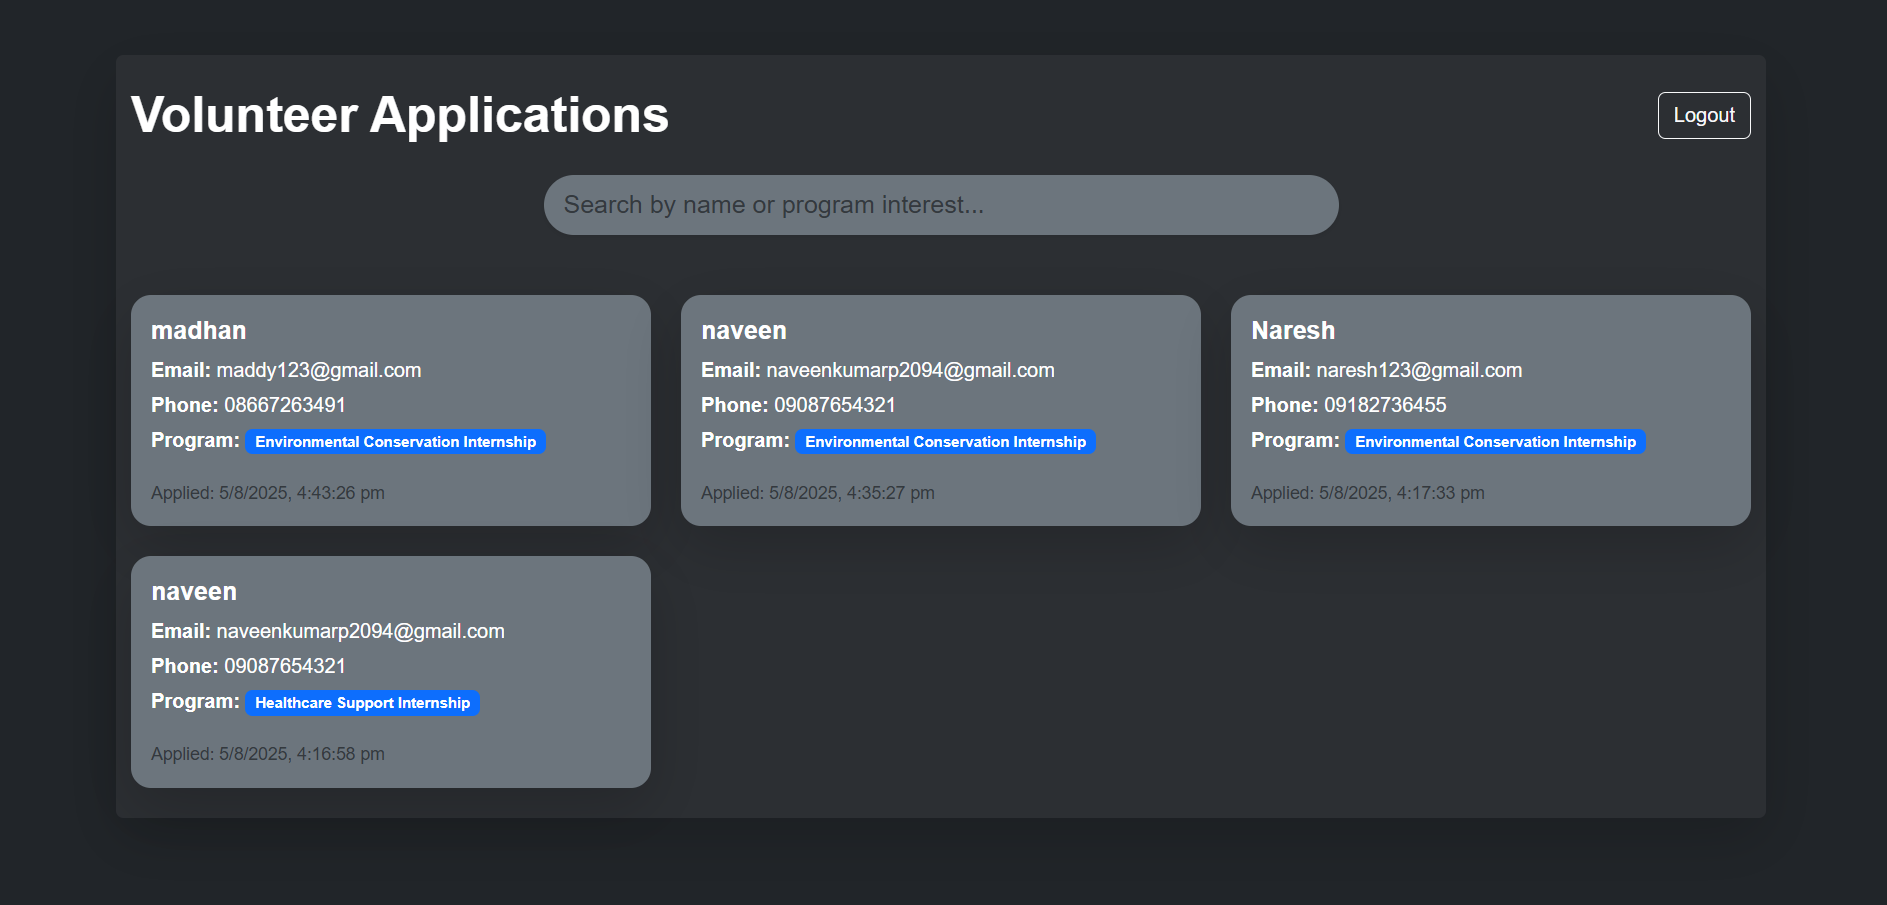 Volunteer Applications
Logout
Search by name or program interest...
madhan
Email: maddy123@gmail.com
Phone: 08667263491
Program: Environmental Conservation Internship
Applied: 5/8/2025, 4:43:26 pm
naveen
Email: naveenkumarp2094@gmail.com
Phone: 09087654321
Program: Environmental Conservation Internship
Applied: 5/8/2025, 4:35:27 pm
Naresh
Email: naresh123@gmail.com
Phone: 09182736455
Program: Environmental Conservation Internship
Applied: 5/8/2025, 4:17:33 pm
naveen
Email: naveenkumarp2094@gmail.com
Phone: 09087654321
Program: Healthcare Support Internship
Applied: 5/8/2025, 4:16:58 pm